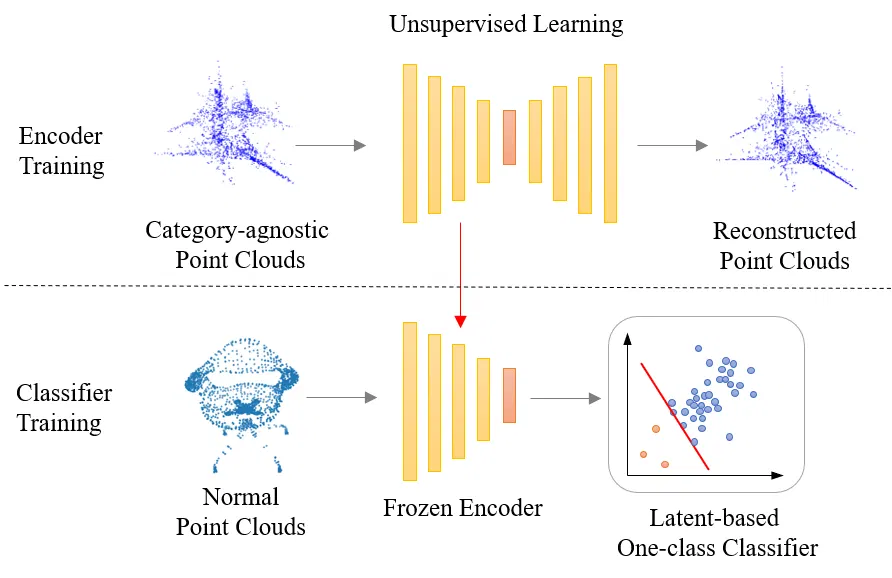 Unsupervised Learning
Encoder
Training
Category-agnostic
Point Clouds
Reconstructed
Point Clouds
Classifier
Training
Normal
Point Clouds
Frozen Encoder
Latent-based
One-class Classifier